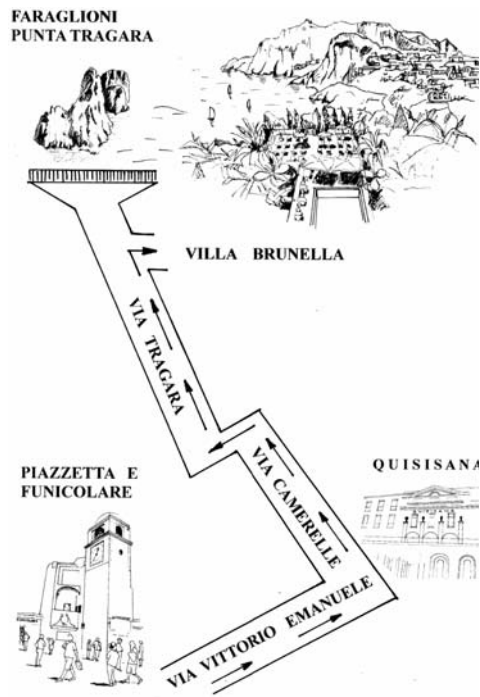 FARAGLIONI
PUNTA TRAGARA
VILLA BRUNELLA
VIA TRAGARA
PIAZZETTA E
FUNICOLARE
VIA CAMERELLE
QUISISANA
VIA VITTORIO EMANUELE